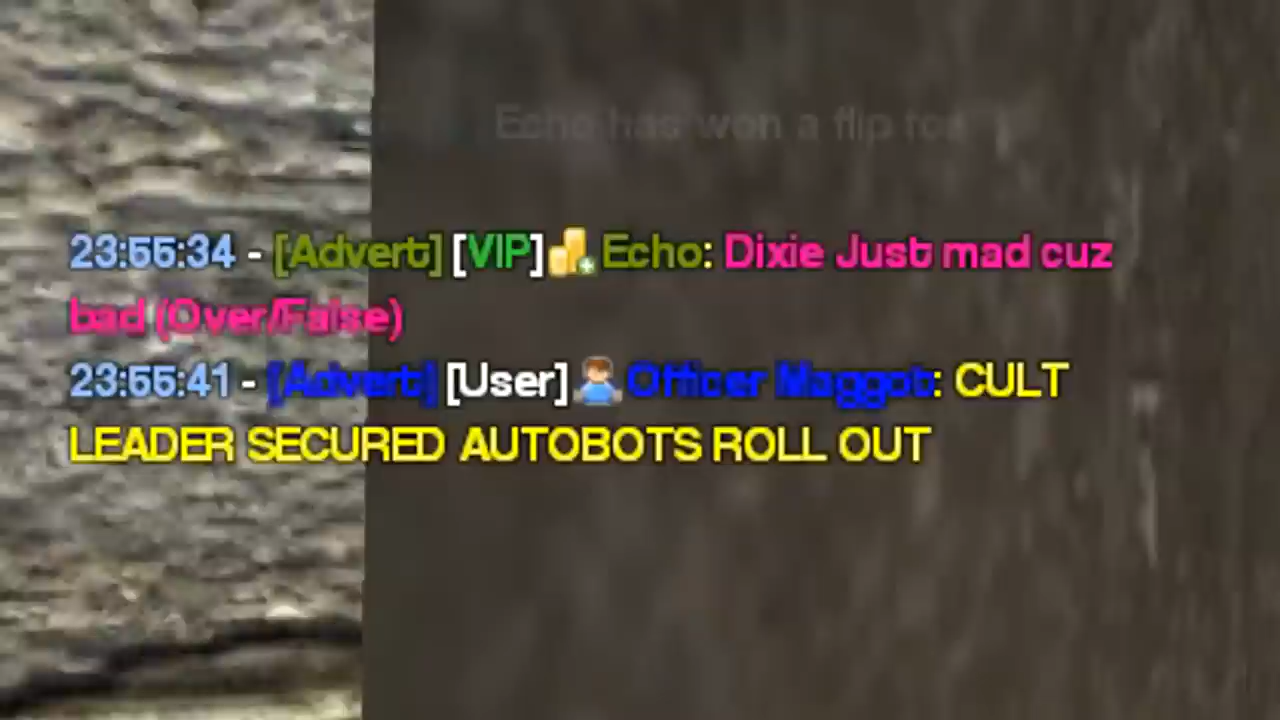 Echo has won a flip for
23:55:34 - [Advert] [VIP] Echo: Dixie Just mad cuz
bad (Over/False)
23:55:41 - [Advert] [User] Officer Maggot: CULT
LEADER SECURED AUTOBOTS ROLL OUT